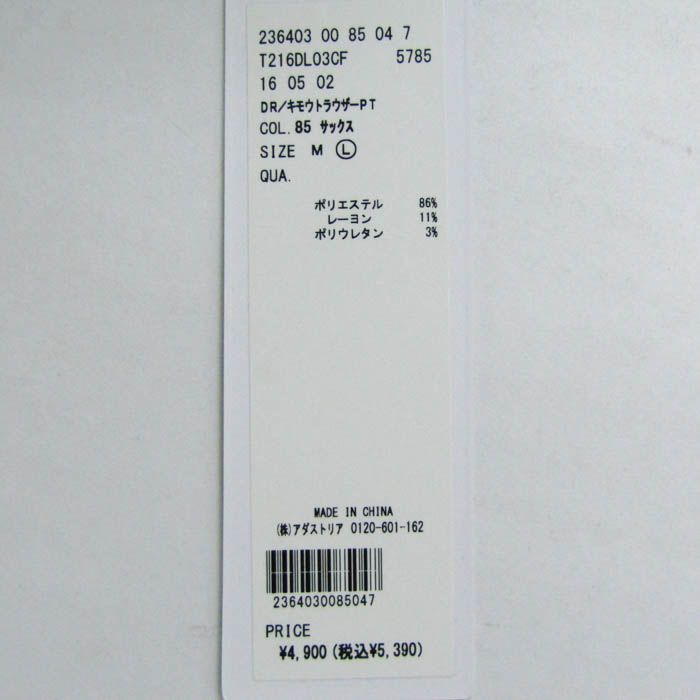 236403 00 85 04 7
T216DL03CF 5785
16 05 02
DR/キモウトラウザーPT
COL.85 サックス
SIZE M Ⓛ
QUA.
ポリエステル 86%
レーヨン 11%
ポリウレタン 3%
MADE IN CHINA
(株)アダストリア 0120-601-162
2364030085047
PRICE
¥4,900(税込¥5,390)